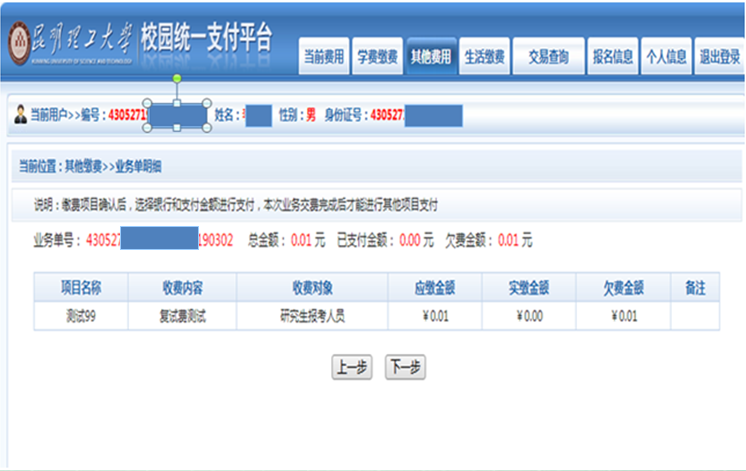 昆明理工大学 校园统一支付平台
KUNMING UNIVERSITY OF SCIENCE AND TECHNOLOGY
当前费用 学费缴费 其他费用 生活缴费 交易查询 报名信息 个人信息 退出登录
当前用户>>编号：4305271 姓名： 性别：男 身份证号：430527
当前位置：其他缴费>>业务单明细
说明：缴费项目确认后，选择银行和支付金额进行支付，本次业务交费完成后才能进行其他项目支付
业务单号：430527 190302 总金额：0.01 元 已支付金额：0.00 元 欠费金额：0.01 元
项目名称 收费内容 收费对象 应缴金额 实缴金额 欠费金额 备注
测试99 复试费测试 研究生报考人员 ￥0.01 ￥0.00 ￥0.01
上一步 下一步